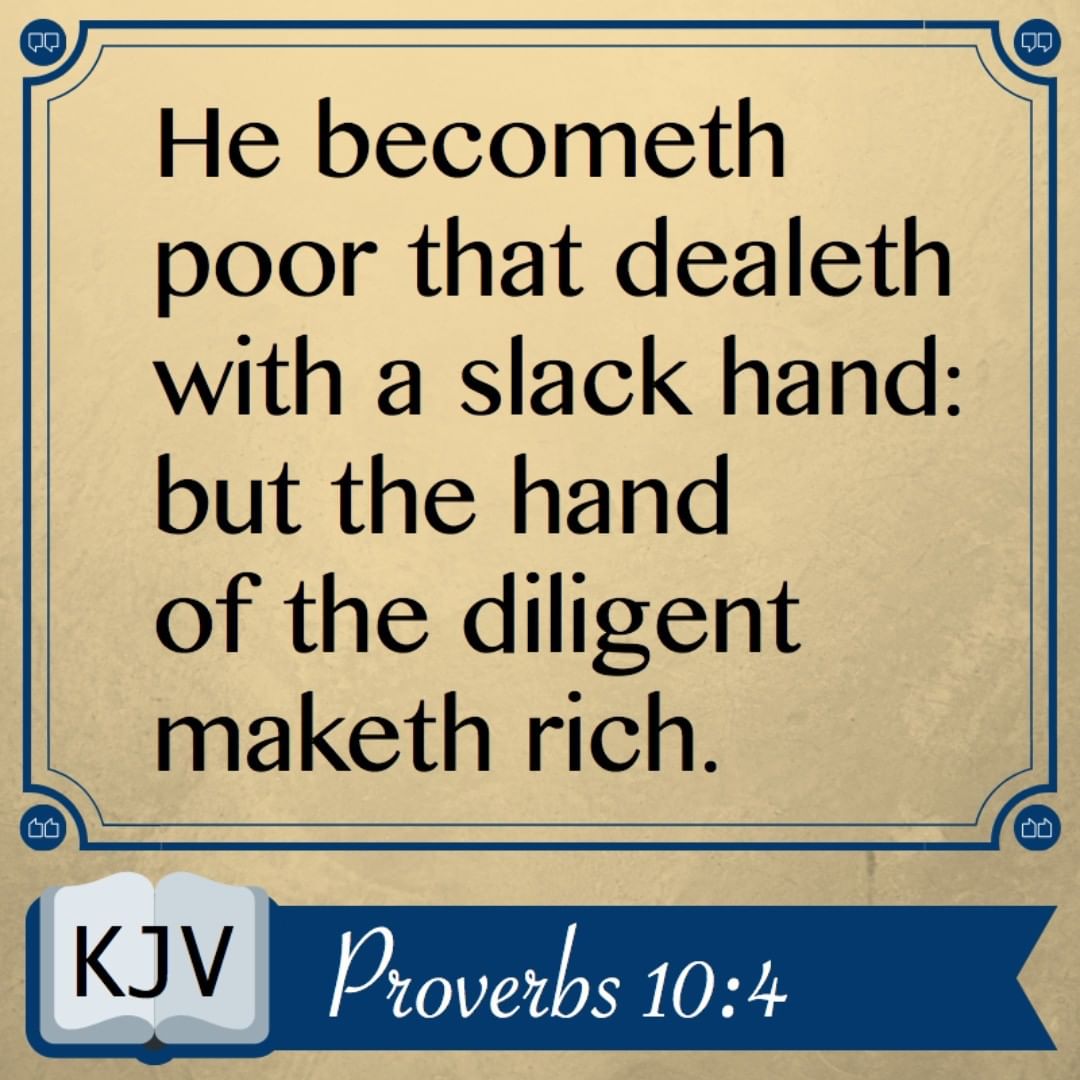 He becometh
poor that dealeth
with a slack hand:
but the hand
of the diligent
maketh rich.
KJV
Proverbs 10:4